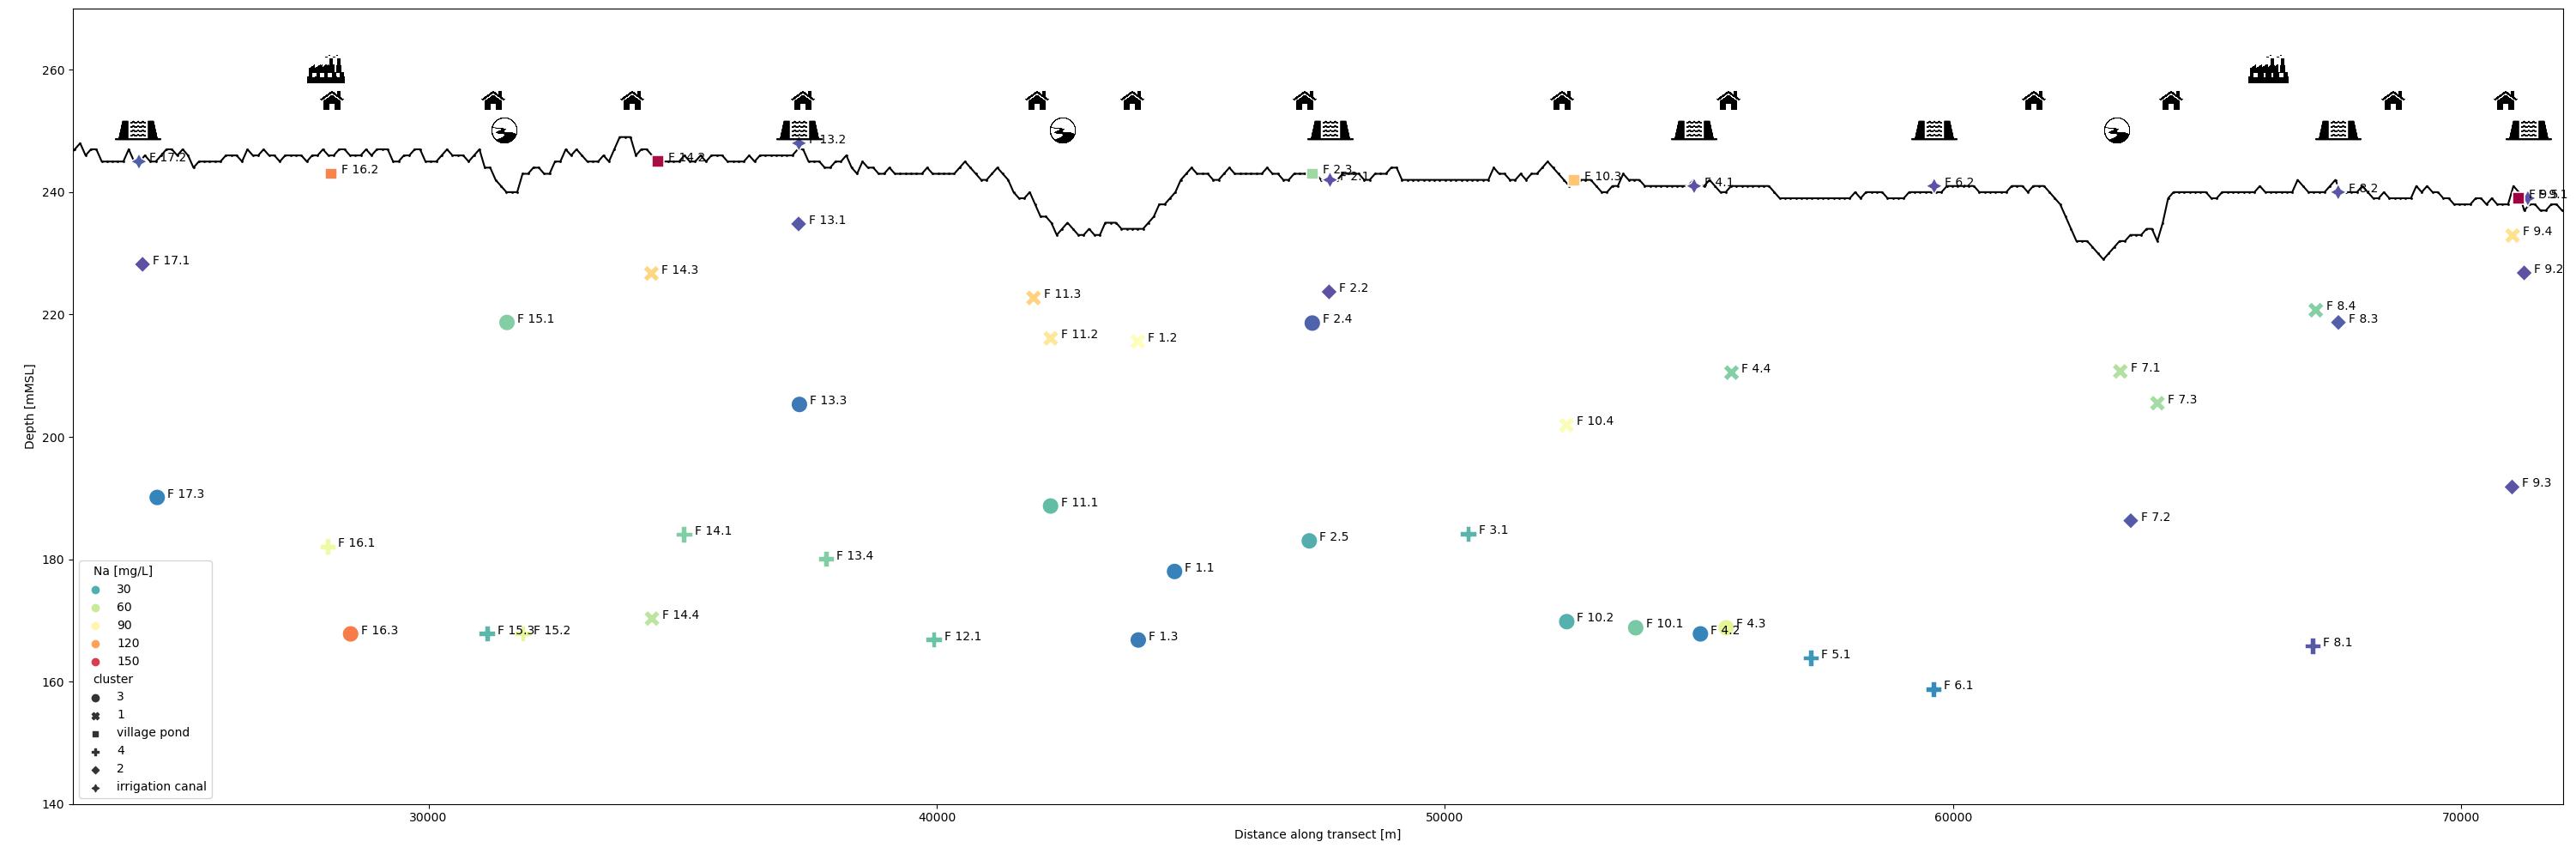 260
F 13.2
240
F 17.2
F 16.2
F 14.2
F 2.3
F 2.1
F 10.3
F 4.1
F 6.2
F 8.2
F 9.1
F 9.4
F 13.1
F 17.1
F 14.3
F 9.2
F 11.3
F 2.2
F 8.4
220
F 15.1
F 2.4
F 8.3
F 11.2
F 1.2
F 4.4
F 7.1
F 13.3
F 7.3
F 10.4
200
Depth [mMSL]
F 17.3
F 11.1
F 9.3
F 7.2
F 14.1
F 3.1
F 2.5
F 16.1
F 13.4
180
F 1.1
F 14.4
F 10.2
F 10.1
F 4.3
F 4.2
F 16.3
F 15.3
F 15.2
F 12.1
F 1.3
F 8.1
F 5.1
160
F 6.1
140
Na [mg/L]
30
60
90
120
150
cluster
3
1
village pond
4
2
irrigation canal
30000
40000
50000
60000
70000
Distance along transect [m]